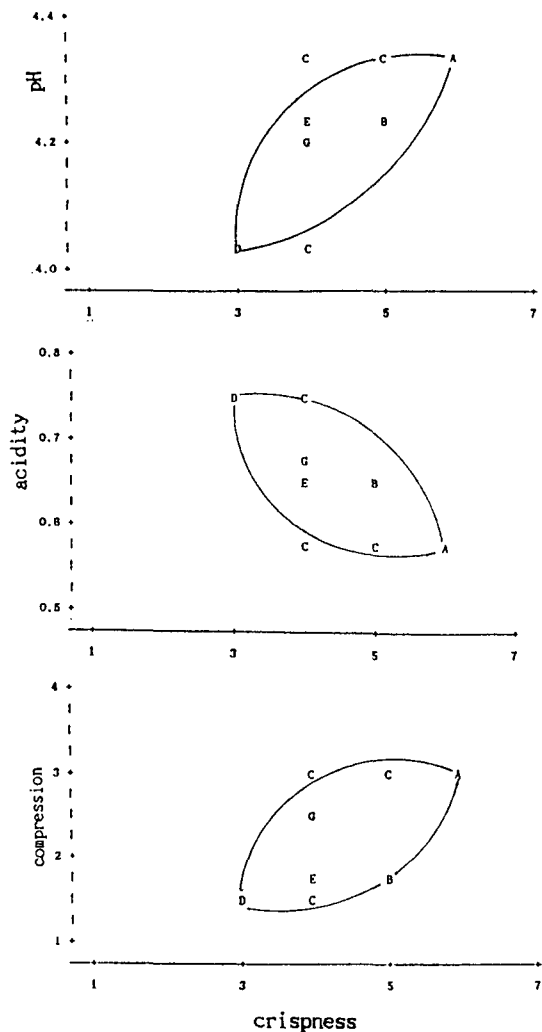 4.4
C C A
pH
E B
4.2
G
D C
4.0
1 3 5 7
0.8
D C
0.7
acidity
G
E B
0.6
C C A
0.5
1 3 5 7
4
3 C C A
compression
G
2
E B
D C
1
1 3 5 7
crispness